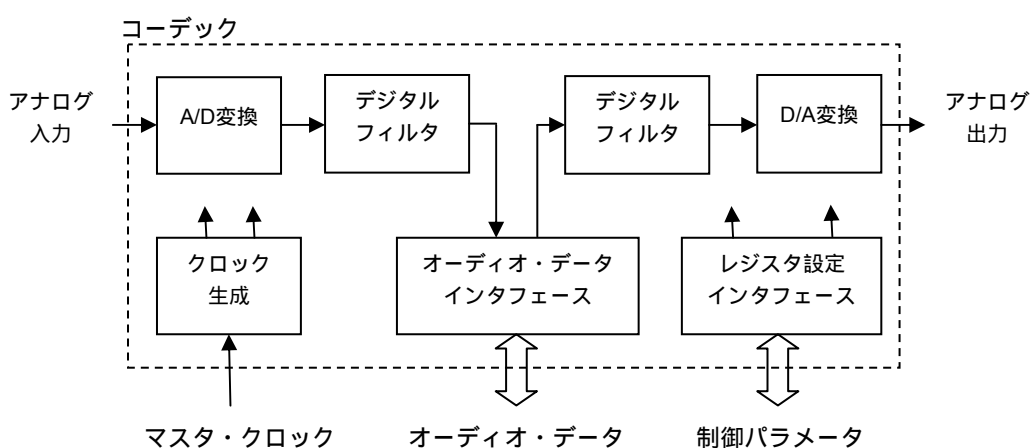 コーデック
アナログ
入力
A/D変換
デジタル
フィルタ
デジタル
フィルタ
D/A変換
アナログ
出力
クロック
生成
オーディオ・データ
インタフェース
レジスタ設定
インタフェース
マスタ・クロック
オーディオ・データ
制御パラメータ